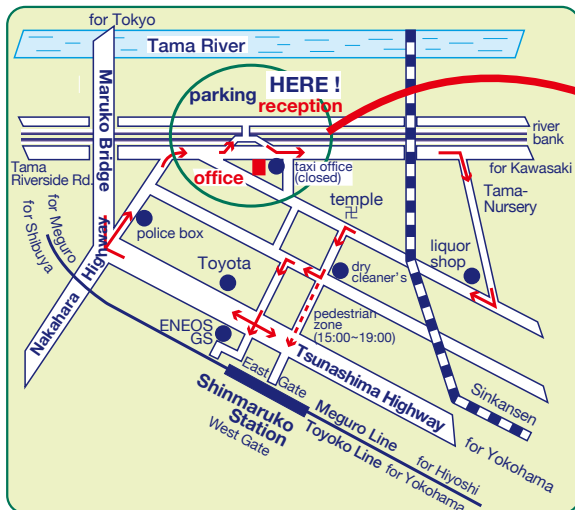 for Tokyo
Tama River
Maruko Bridge
parking
HERE !
reception
river
bank
Tama
Riverside Rd.
office
taxi office
(closed)
for Kawasaki
Tama-
Nursery
temple
卍
for Meguro
for Shibuya
police box
Nakahara Highway
Toyota
dry
cleaner's
liquor
shop
pedestrian
zone
(15:00~19:00)
ENEOS
GS
East Gate
Tsunashima Highway
Sinkansen
Shinmaruko
Station
West Gate
Meguro Line
Toyoko Line
for Hiyoshi
for Yokohama
for Yokohama